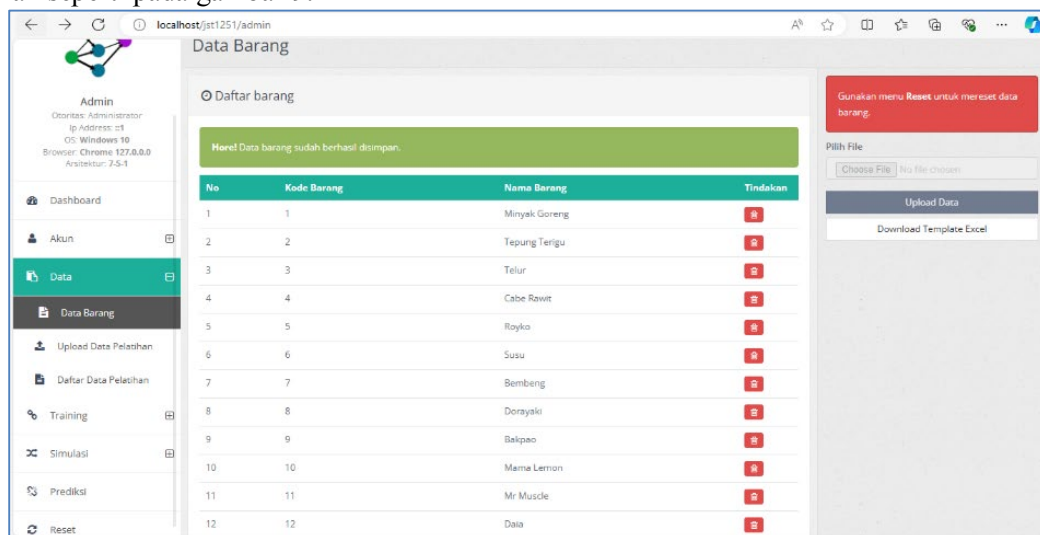 seperti pada gambar
localhost/jst1251/admin
Data Barang
Admin
Otoritas: Administrator
Ip Address: ::1
OS: Windows 10
Browser: Chrome 127.0.0.0
Arsitektur: 7-5-1
Dashboard
Akun
Data
Data Barang
Upload Data Pelatihan
Daftar Data Pelatihan
Training
Simulasi
Prediksi
Reset
Daftar barang
Hore! Data barang sudah berhasil disimpan.
No Kode Barang Nama Barang Tindakan
1 1 Minyak Goreng
2 2 Tepung Terigu
3 3 Telur
4 4 Cabe Rawit
5 5 Royko
6 6 Susu
7 7 Bembeng
8 8 Dorayaki
9 9 Bakpao
10 10 Mama Lemon
11 11 Mr Muscle
12 12 Daia
Gunakan menu Reset untuk mereset data
barang.
Pilih File
Choose File No file chosen
Upload Data
Download Template Excel